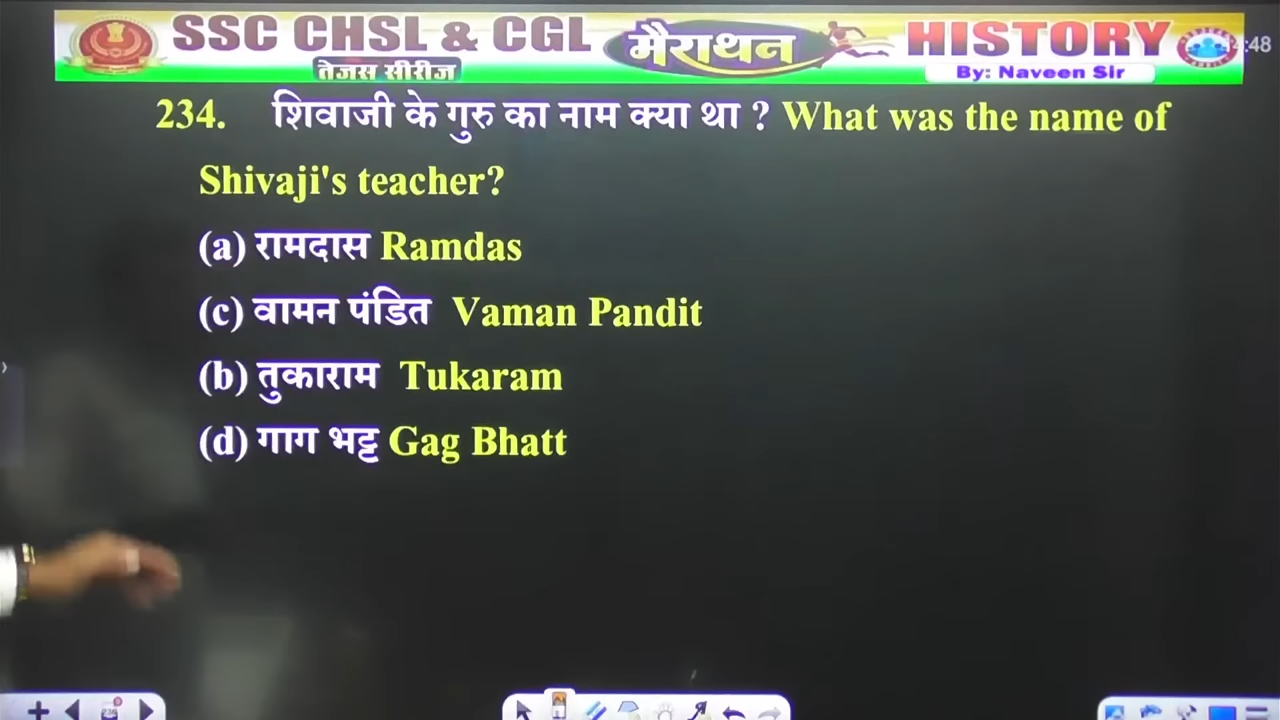 SSC CHSL & CGL मैराथन HISTORY
तेजस सीरीज By: Naveen Sir
:48
234. शिवाजी के गुरु का नाम क्या था ? What was the name of
Shivaji's teacher?
(a) रामदास Ramdas
(c) वामन पंडित Vaman Pandit
(b) तुकाराम Tukaram
(d) गाग भट्ट Gag Bhatt